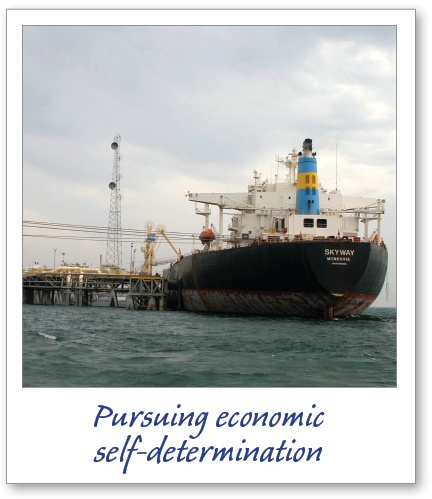 SKYWAY
MONROVIA
Pursuing economic
self-determination